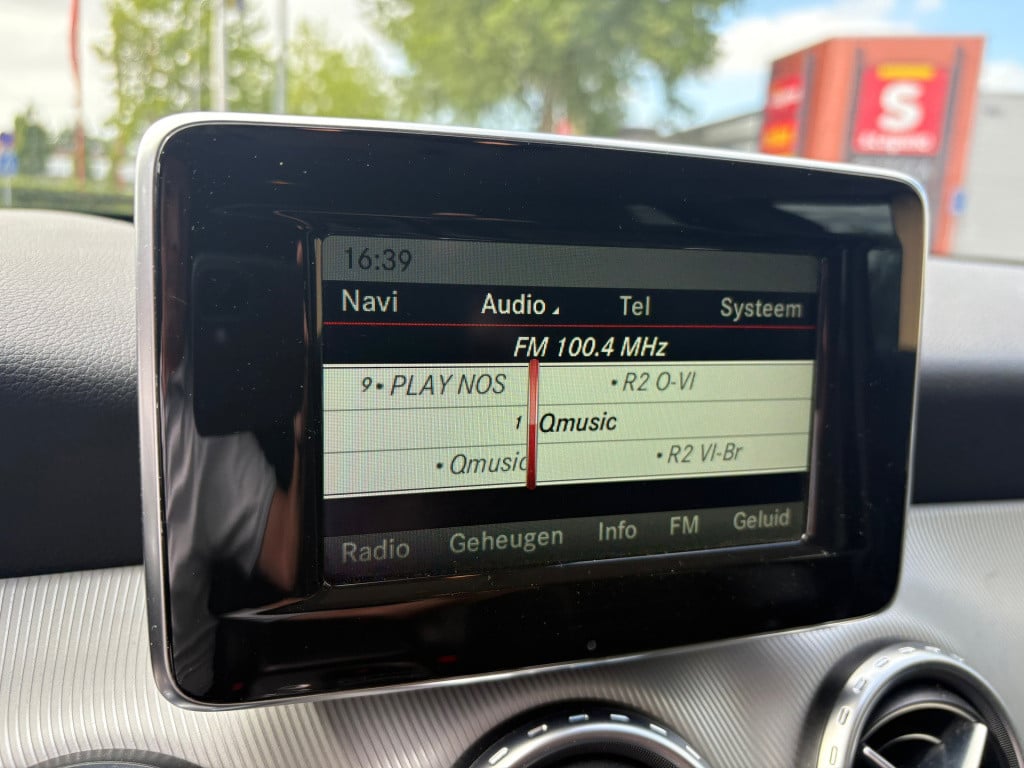 16:39
Navi Audio Tel Systeem
FM 100.4 MHz
9• PLAY NOS • R2 O-VI
1 Qmusic
• Qmusic • R2 VI-Br
Radio Geheugen Info FM Geluid
S